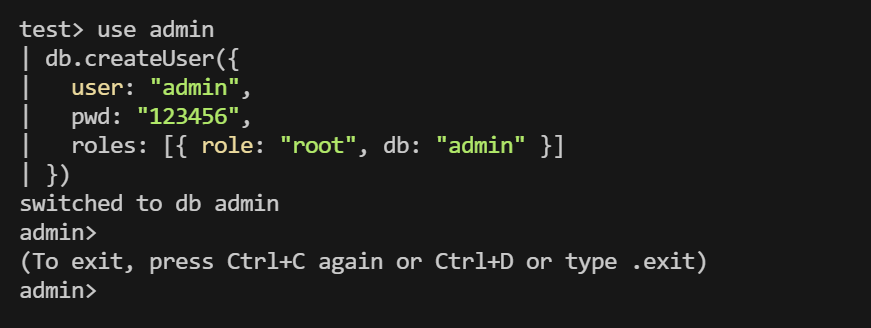 test> use admin
| db.createUser({
|   user: "admin",
|   pwd: "123456",
|   roles: [{ role: "root", db: "admin" }]
| })
switched to db admin
admin>
(To exit, press Ctrl+C again or Ctrl+D or type .exit)
admin>